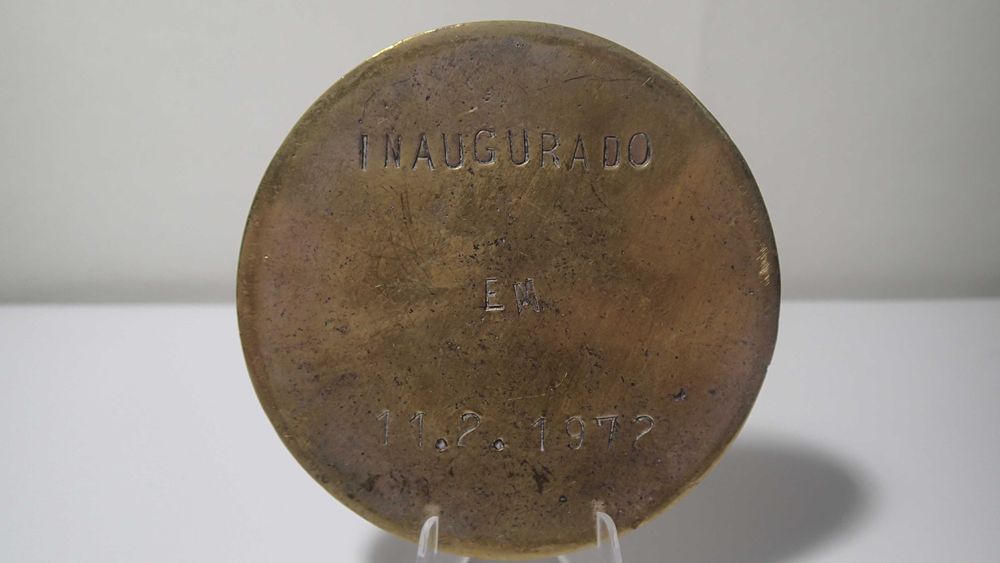 INAUGURADO
EM
11.2.1972